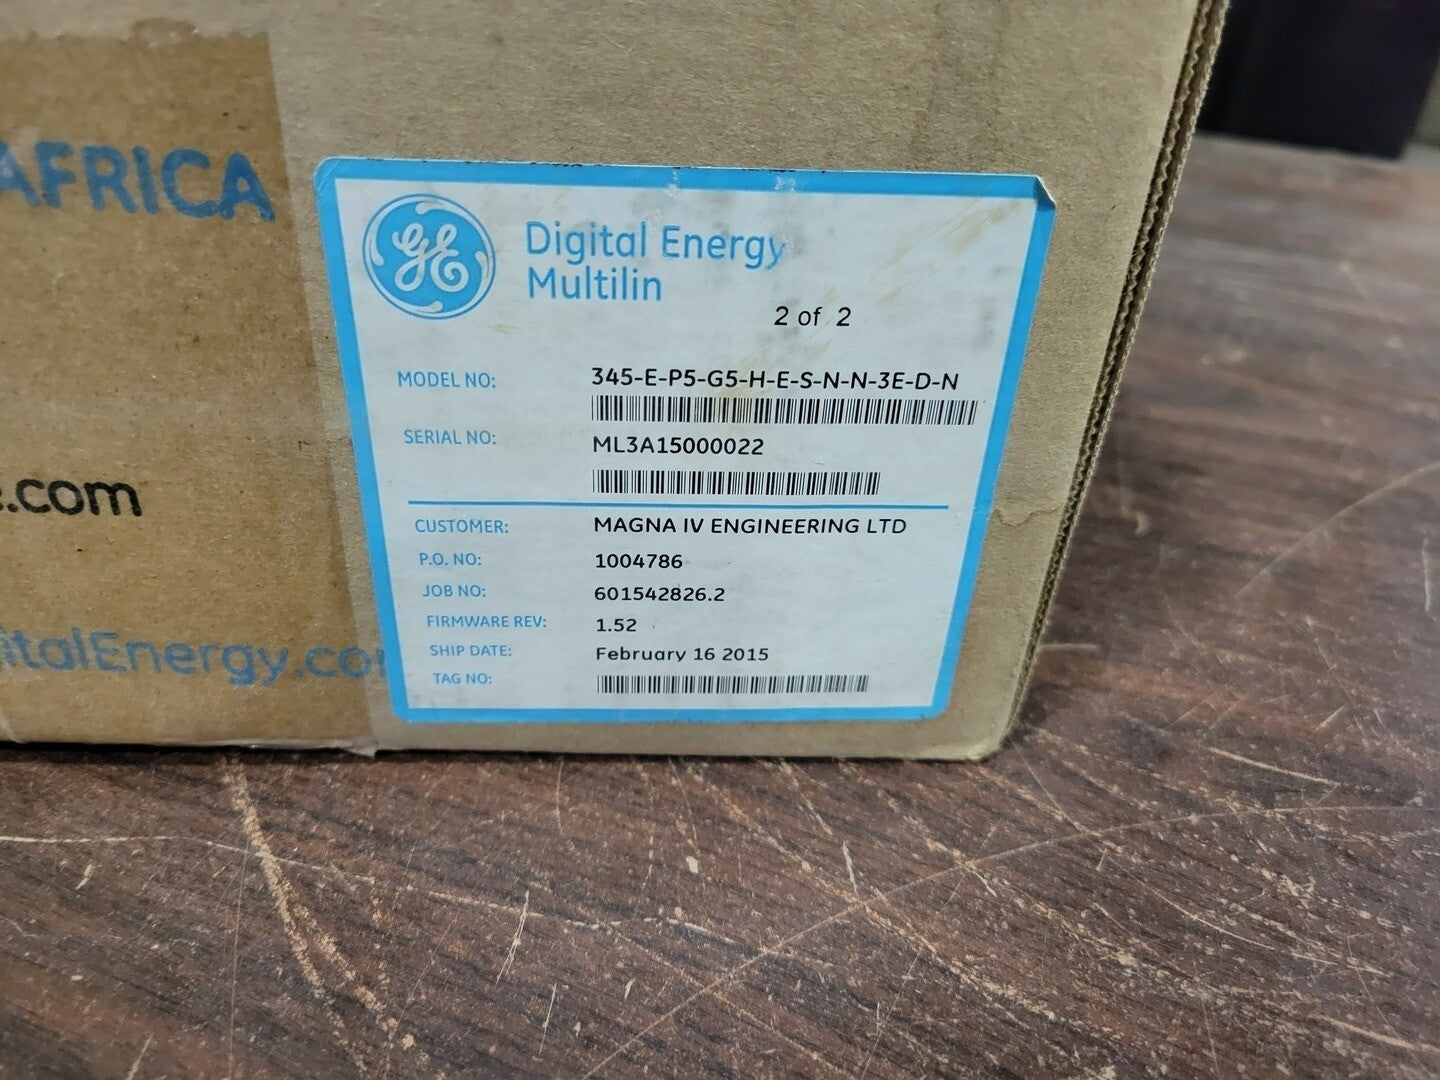 AFRICA
.com
italEnergy.co
GE
Digital Energy
Multilin
2 of 2
MODEL NO: 345-E-P5-G5-H-E-S-N-N-3E-D-N
SERIAL NO: ML3A15000022
CUSTOMER: MAGNA IV ENGINEERING LTD
P.O. NO: 1004786
JOB NO: 601542826.2
FIRMWARE REV: 1.52
SHIP DATE: February 16 2015
TAG NO: